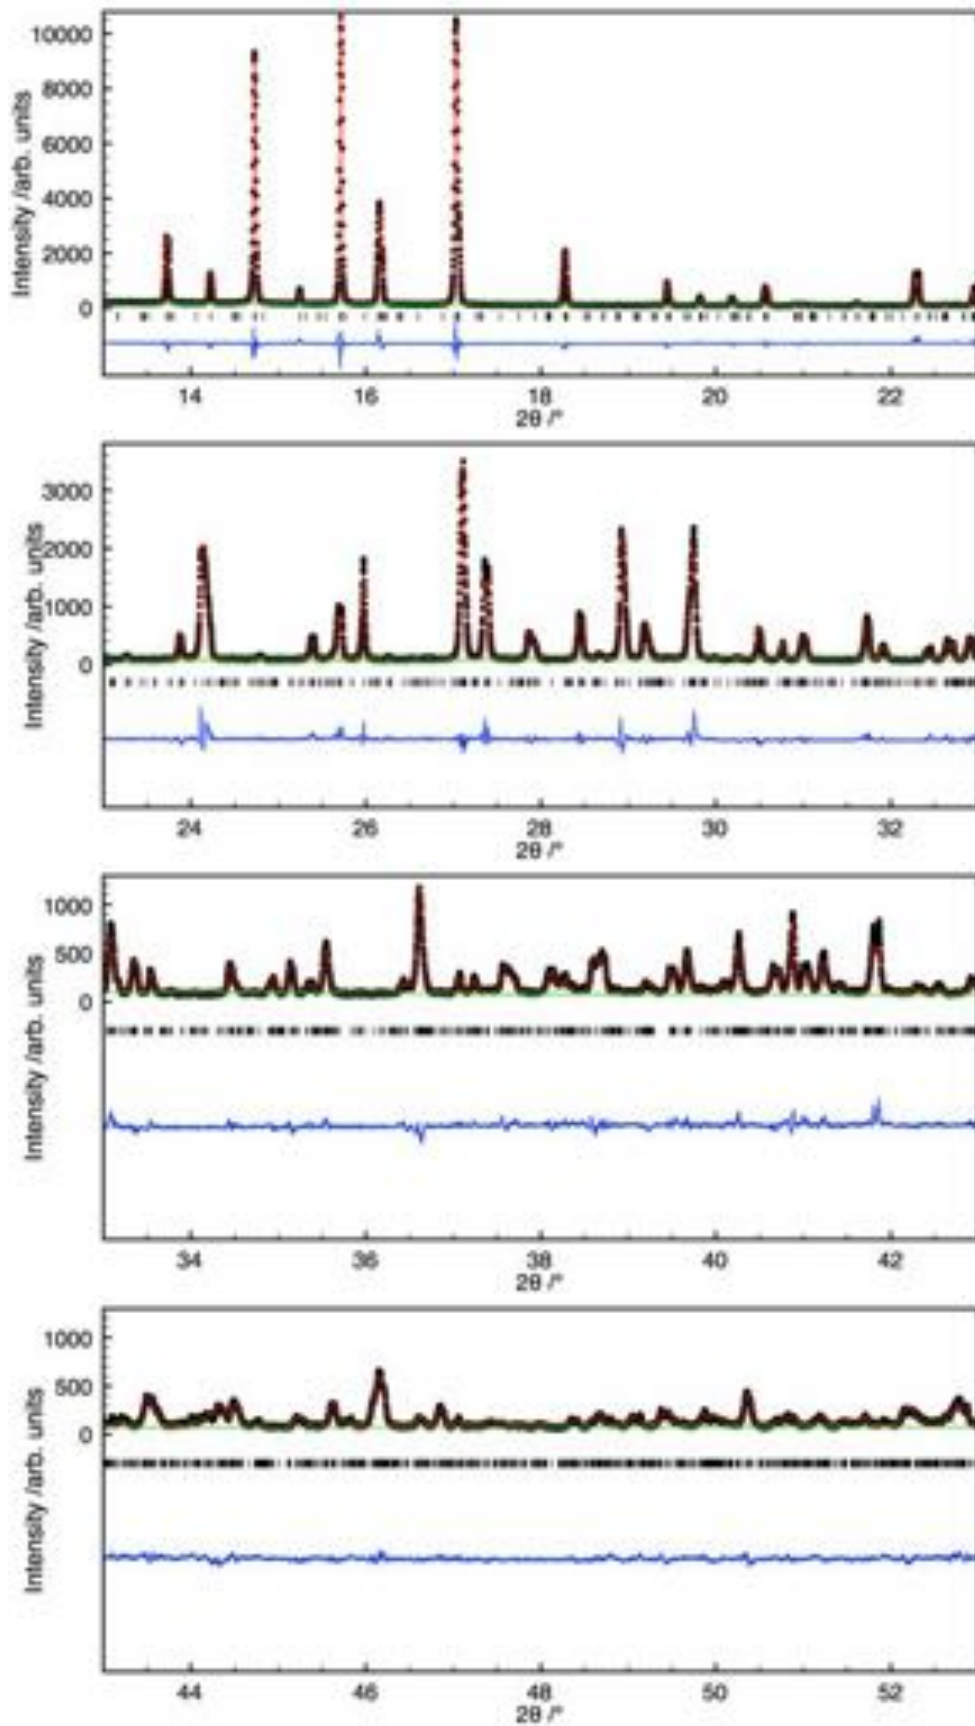 10000
8000
6000
4000
2000
0
Intensity /arb. units
14 16 18 20 22
2θ /°
3000
2000
1000
0
Intensity /arb. units
24 26 28 30 32
2θ /°
1000
500
0
Intensity /arb. units
34 36 38 40 42
2θ /°
1000
500
0
Intensity /arb. units
44 46 48 50 52
2θ /°